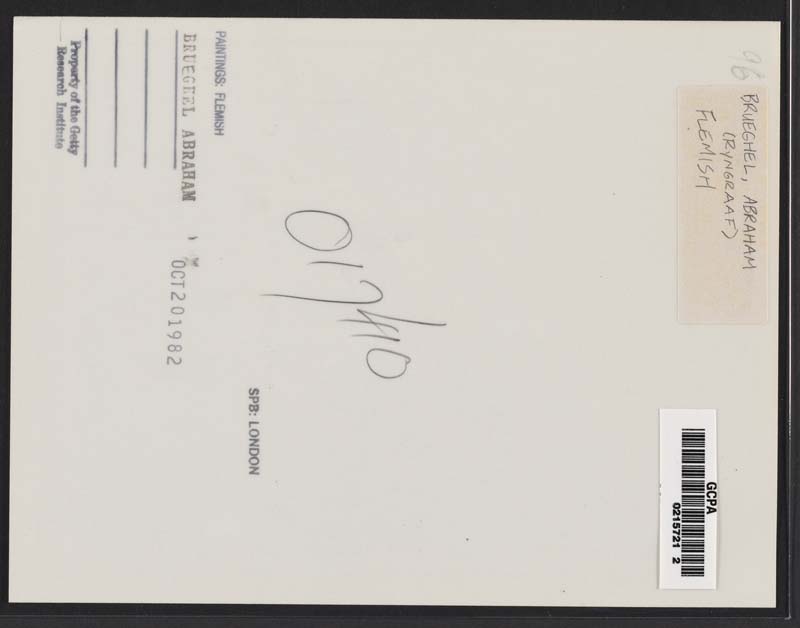 96
BRUEGHEL, ABRAHAM
(RYNGRAAF)
FLEMISH
PAINTINGS: FLEMISH
BRUEGHEL ABRAHAM
OCT 20 1982
Property of the Getty
Research Institute
SPB: LONDON
GCPA
0215721 2